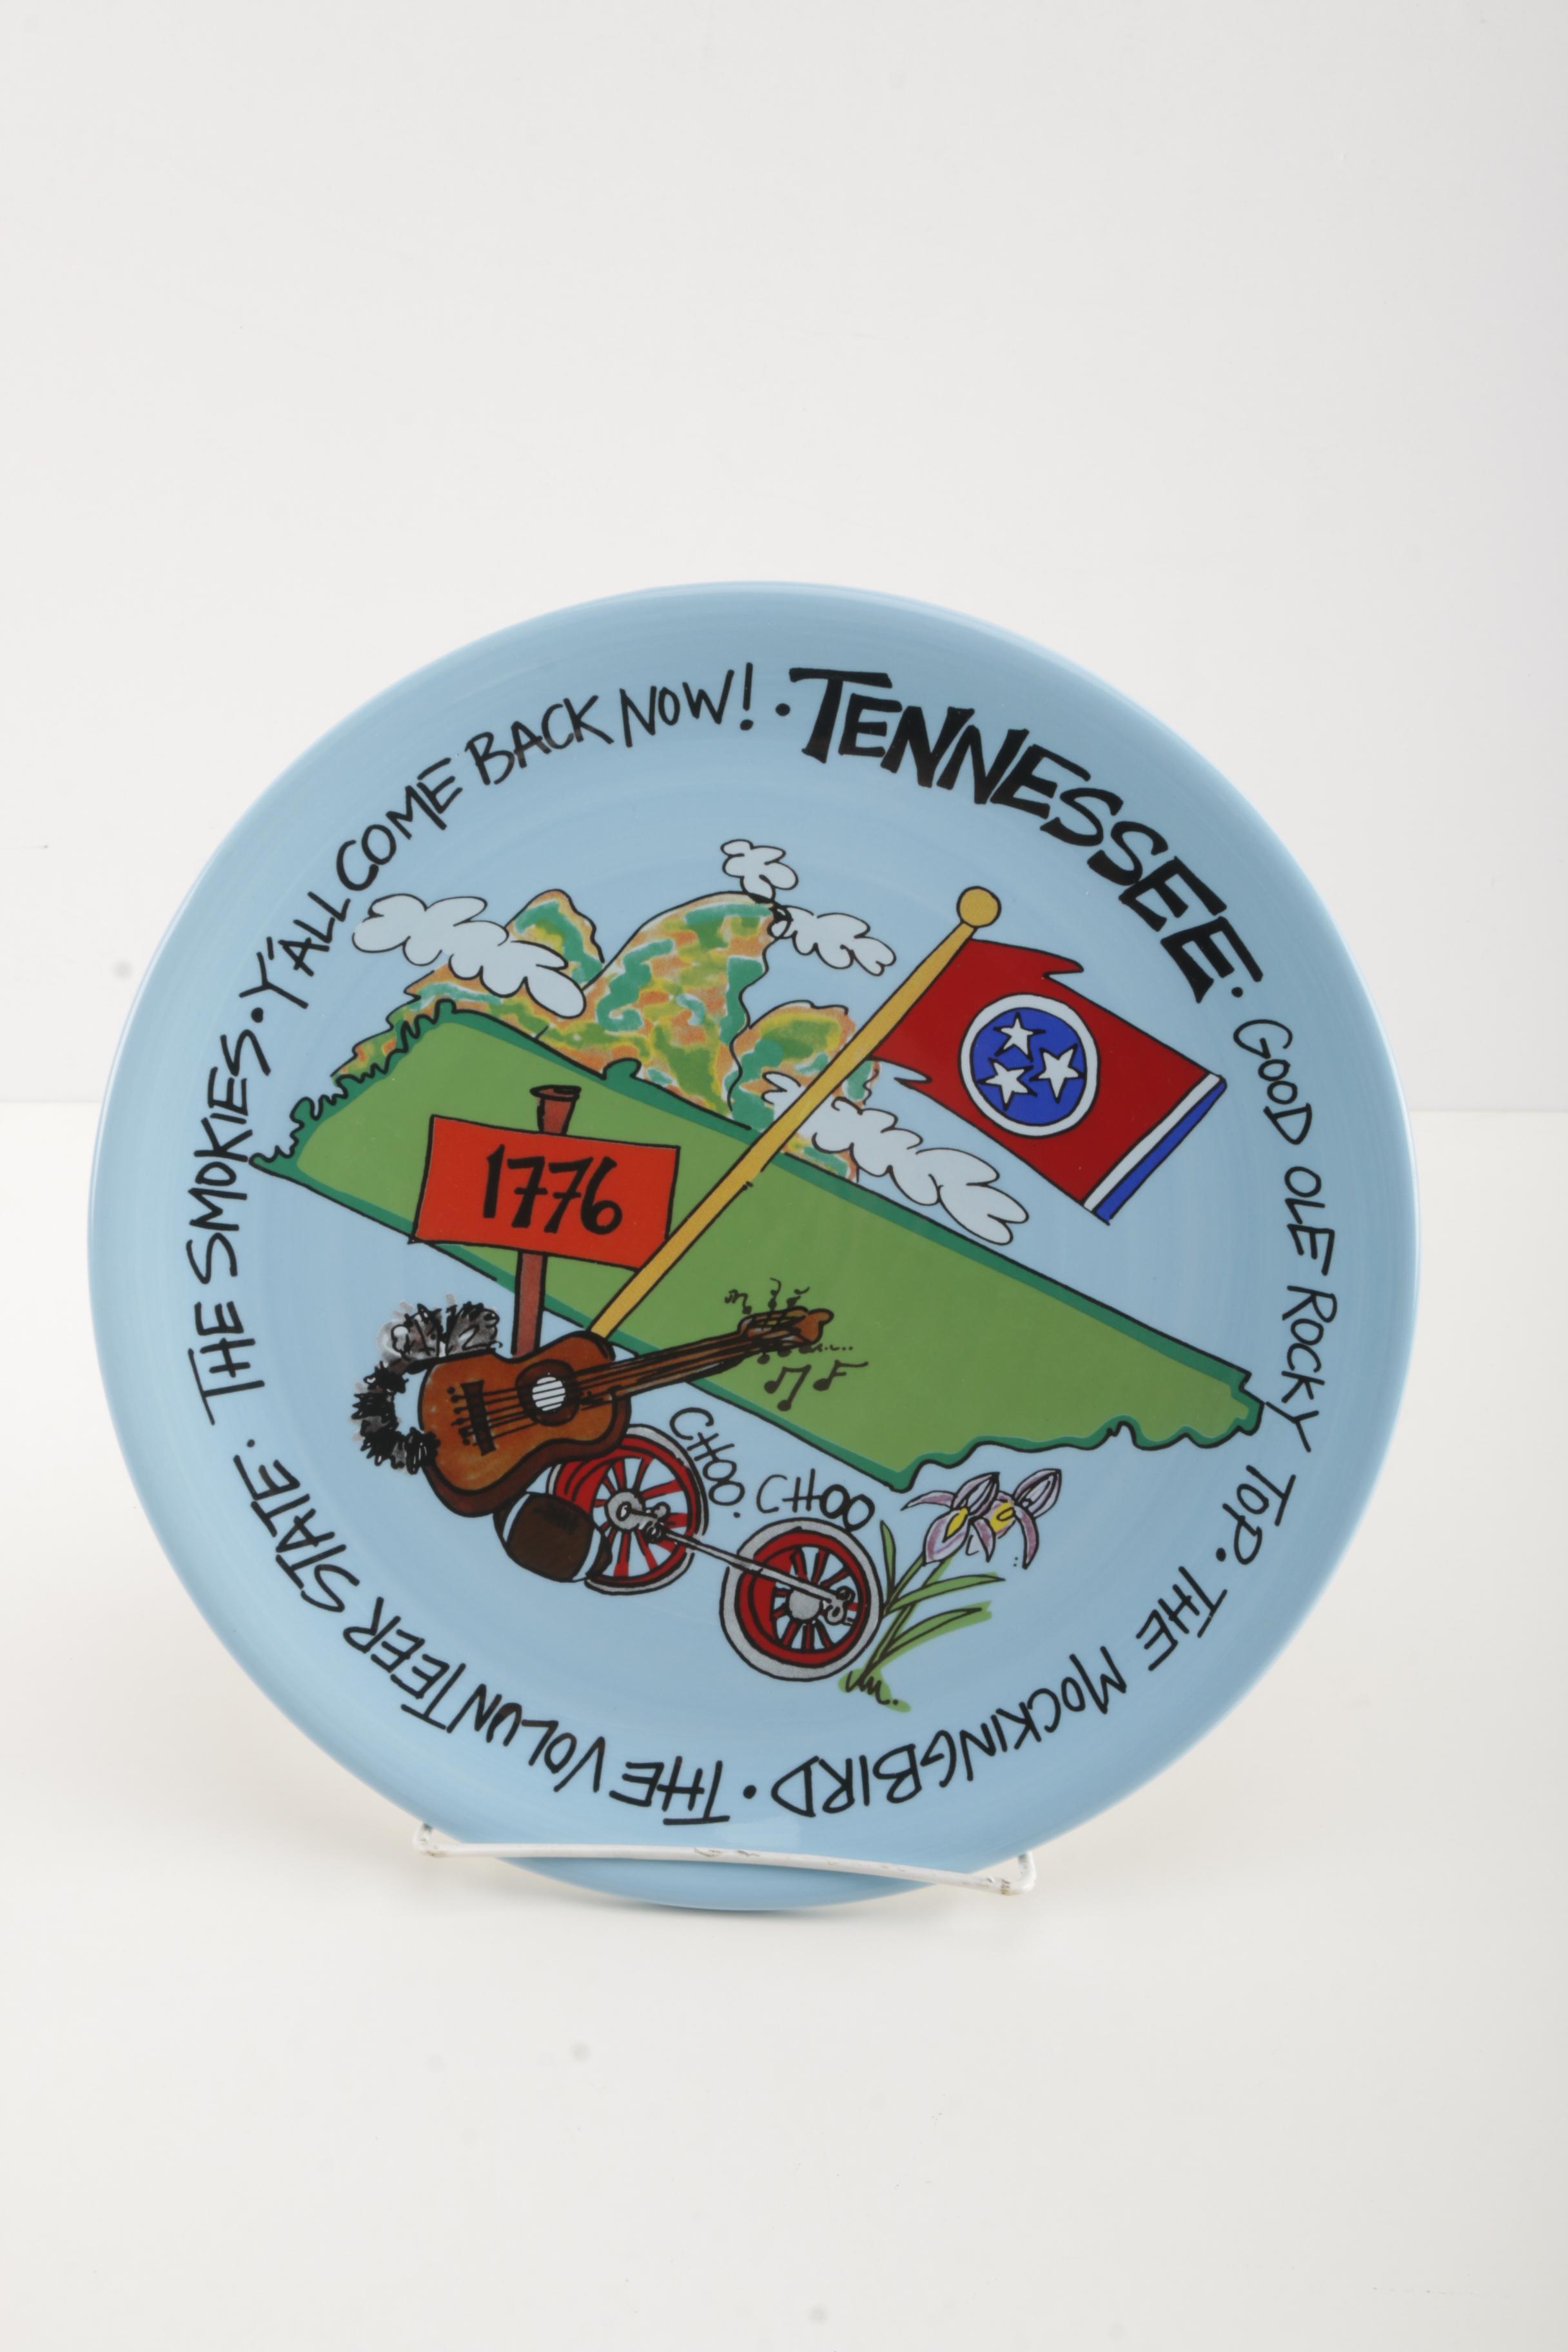 TENNESSEE · GOOD OLE ROCKY TOP · THE MOCKINGBIRD · THE VOLUNTEER STATE · THE SMOKIES · Y'ALL COME BACK NOW! ·
1776
CHOO. CHOO